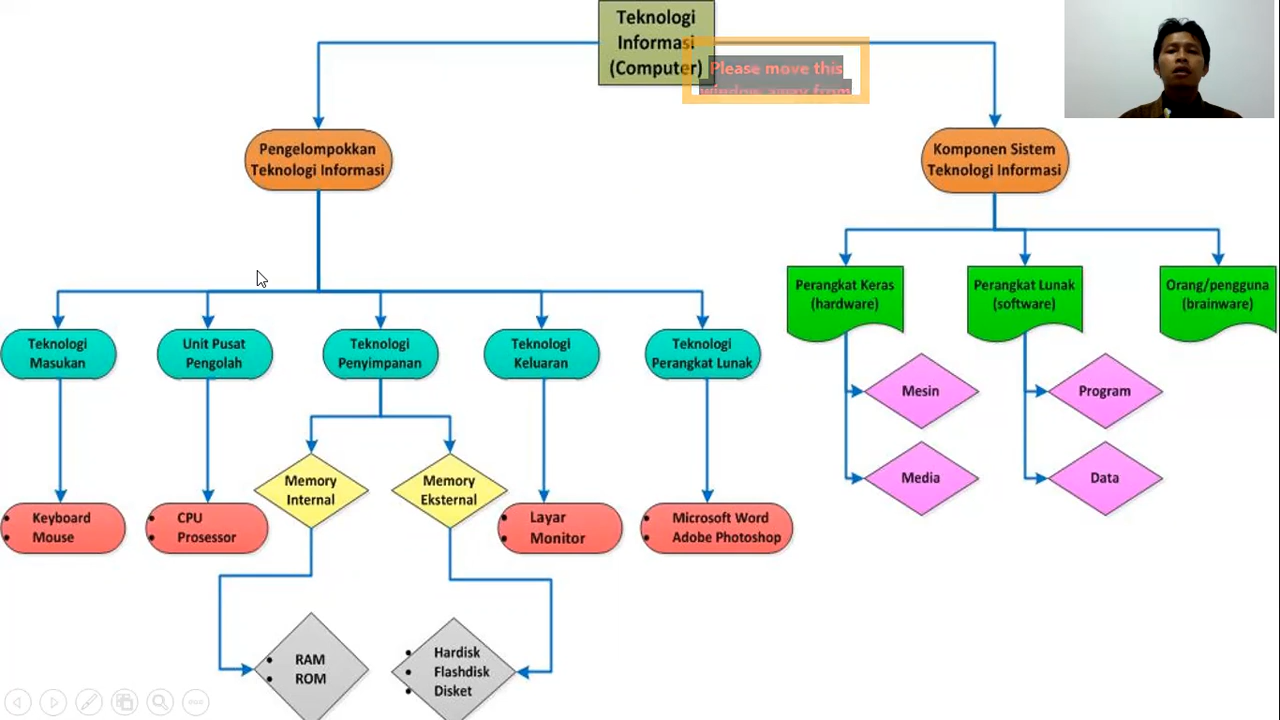 Teknologi
Informasi
(Computer)
Please move this
window away from
Pengelompokkan
Teknologi Informasi
Komponen Sistem
Teknologi Informasi
Perangkat Keras
(hardware)
Perangkat Lunak
(software)
Orang/pengguna
(brainware)
Teknologi
Masukan
Unit Pusat
Pengolah
Teknologi
Penyimpanan
Teknologi
Keluaran
Teknologi
Perangkat Lunak
Mesin
Program
Media
Data
Memory
Internal
Memory
Eksternal
Keyboard
Mouse
CPU
Prosessor
Layar
Monitor
Microsoft Word
Adobe Photoshop
RAM
ROM
Hardisk
Flashdisk
Disket